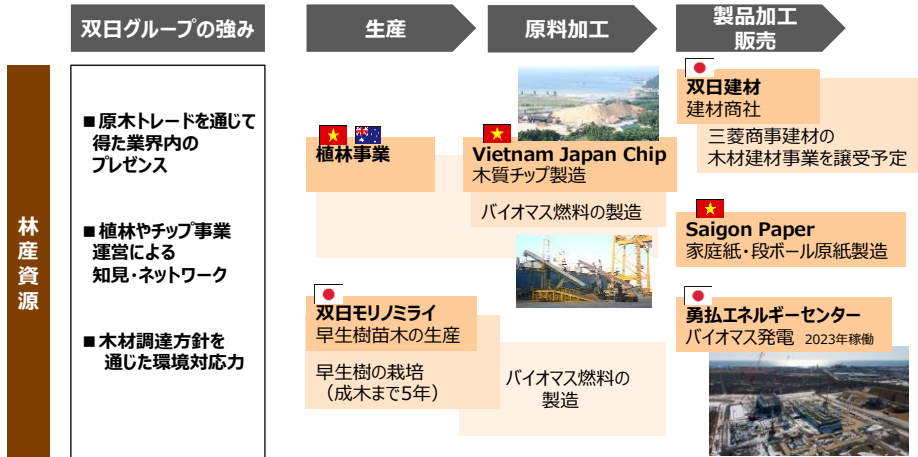 双日グループの強み
生産
原料加工
製品加工
販売
林産資源
■原木トレードを通じて
得た業界内の
プレゼンス
■植林やチップ事業
運営による
知見・ネットワーク
■木材調達方針を
通じた環境対応力
植林事業
双日モリノミライ
早生樹苗木の生産
早生樹の栽培
（成木まで5年）
Vietnam Japan Chip
木質チップ製造
バイオマス燃料の製造
バイオマス燃料の
製造
双日建材
建材商社
三菱商事建材の
木材建材事業を譲受予定
Saigon Paper
家庭紙・段ボール原紙製造
勇払エネルギーセンター
バイオマス発電 2023年稼働